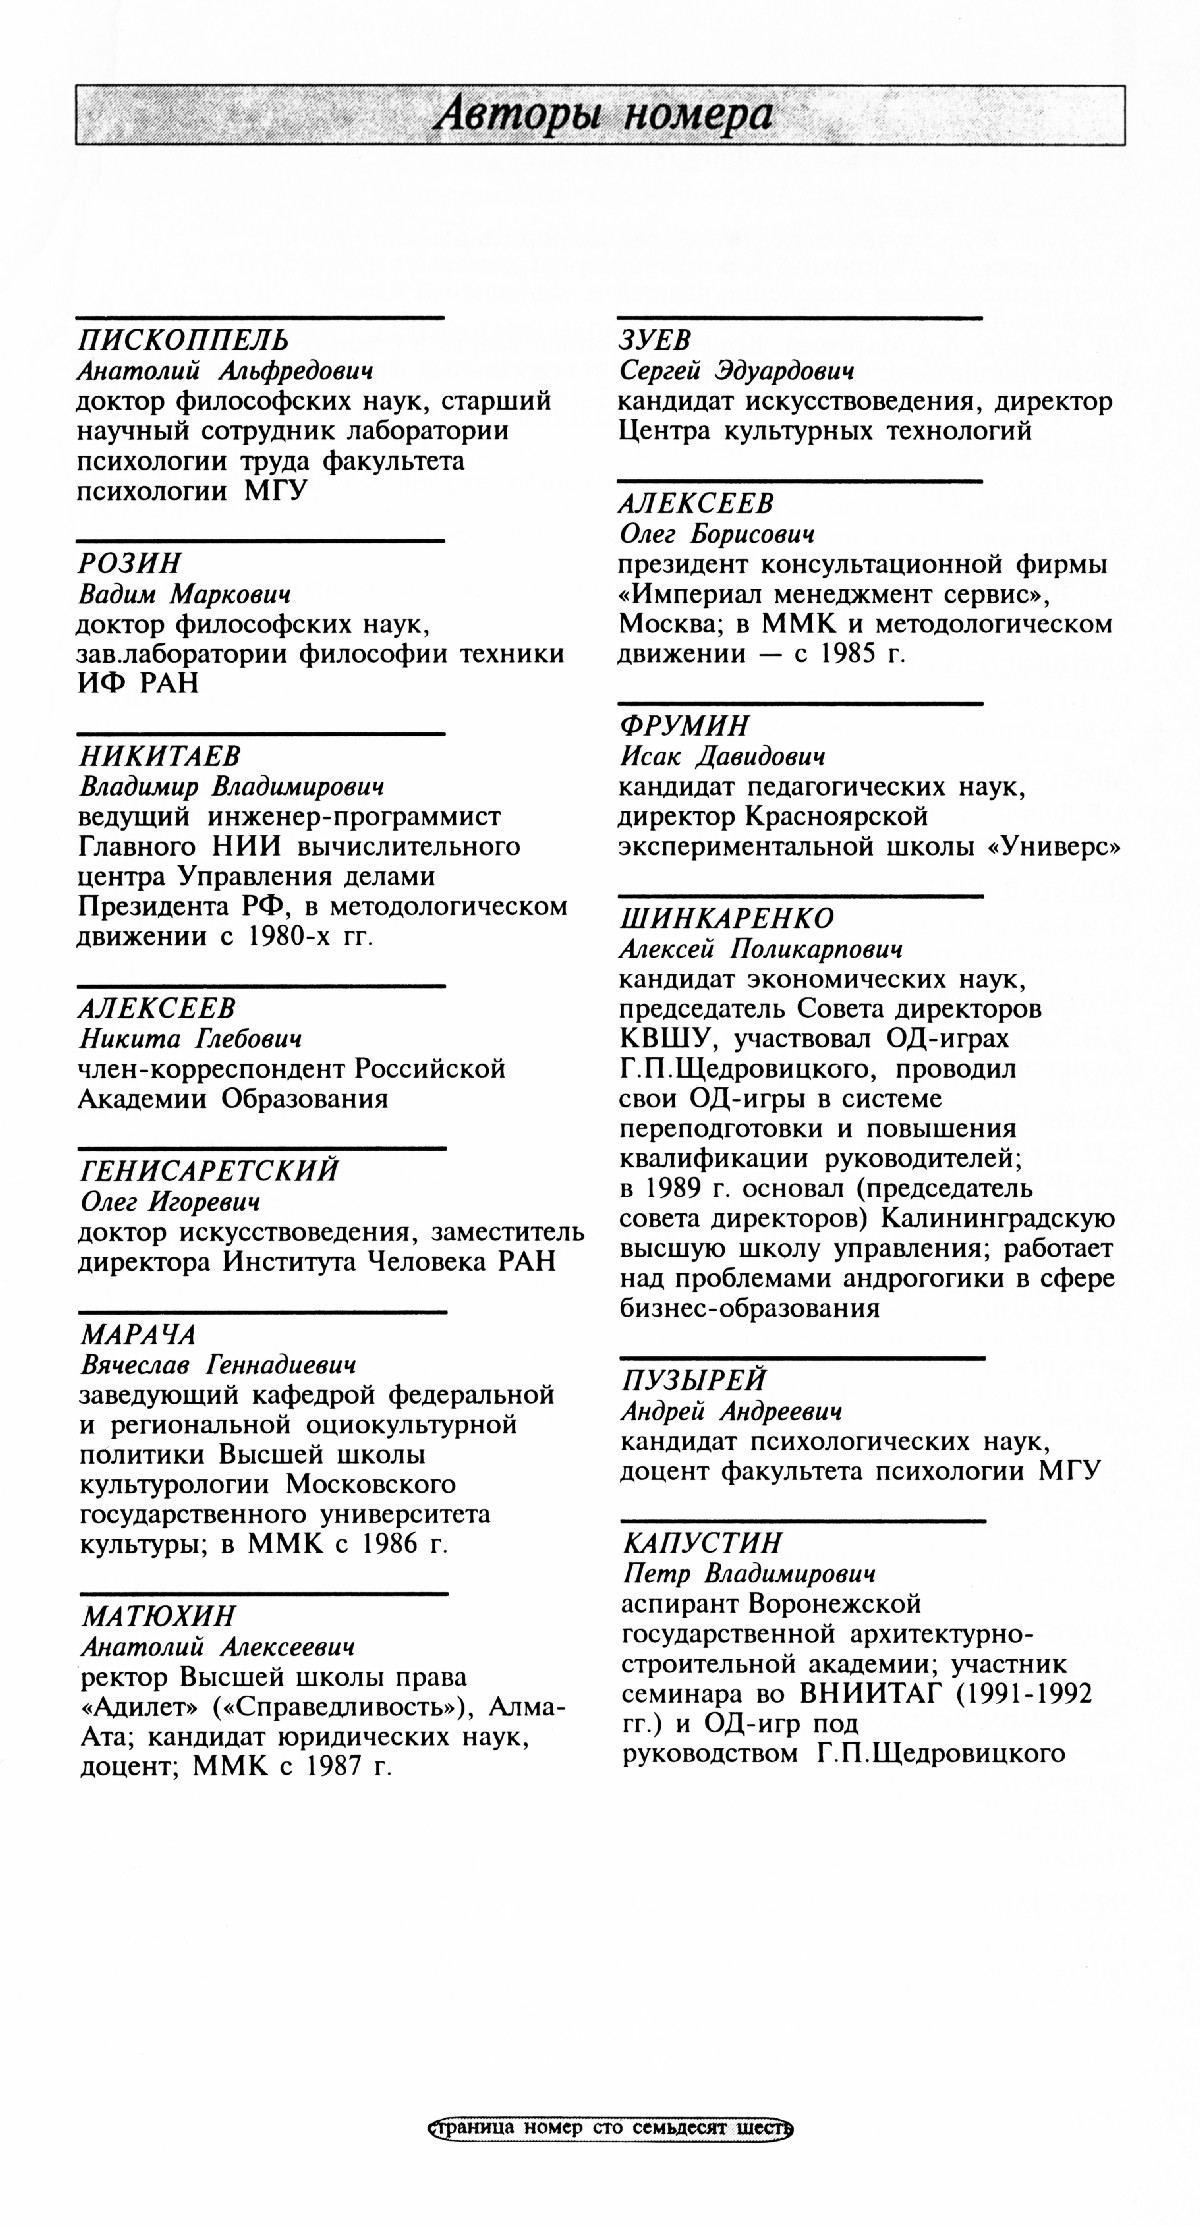 Авторы номера
ПИСКОППЕЛЬ
Анатолий Альфредович
доктор философских наук, старший
научный сотрудник лаборатории
психологии труда факультета
психологии МГУ
РОЗИН
Вадим Маркович
доктор философских наук,
зав.лаборатории философии техники
ИФ РАН
НИКИТАЕВ
Владимир Владимирович
ведущий инженер-программист
Главного НИИ вычислительного
центра Управления делами
Президента РФ, в методологическом
движении с 1980-х гг.
АЛЕКСЕЕВ
Никита Глебович
член-корреспондент Российской
Академии Образования
ГЕНИСАРЕТСКИЙ
Олег Игоревич
доктор искусствоведения, заместитель
директора Института Человека РАН
МАРАЧА
Вячеслав Геннадиевич
заведующий кафедрой федеральной
и региональной оциокультурной
политики Высшей школы
культурологии Московского
государственного университета
культуры; в ММК с 1986 г.
МАТЮХИН
Анатолий Алексеевич
ректор Высшей школы права
«Адилет» («Справедливость»), Алма-
Ата; кандидат юридических наук,
доцент; ММК с 1987 г.
ЗУЕВ
Сергей Эдуардович
кандидат искусствоведения, директор
Центра культурных технологий
АЛЕКСЕЕВ
Олег Борисович
президент консультационной фирмы
«Империал менеджмент сервис»,
Москва; в ММК и методологическом
движении — с 1985 г.
ФРУМИН
Исак Давидович
кандидат педагогических наук,
директор Красноярской
экспериментальной школы «Универс»
ШИНКАРЕНКО
Алексей Поликарпович
кандидат экономических наук,
председатель Совета директоров
КВШУ, участвовал ОД-играх
Г.П.Щедровицкого, проводил
свои ОД-игры в системе
переподготовки и повышения
квалификации руководителей;
в 1989 г. основал (председатель
совета директоров) Калининградскую
высшую школу управления; работает
над проблемами андрогогики в сфере
бизнес-образования
ПУЗЫРЕЙ
Андрей Андреевич
кандидат психологических наук,
доцент факультета психологии МГУ
КАПУСТИН
Петр Владимирович
аспирант Воронежской
государственной архитектурно-
строительной академии; участник
семинара во ВНИИТАГ (1991-1992
гг.) и ОД-игр под
руководством Г.П.Щедровицкого
страница номер сто семьдесят шесть